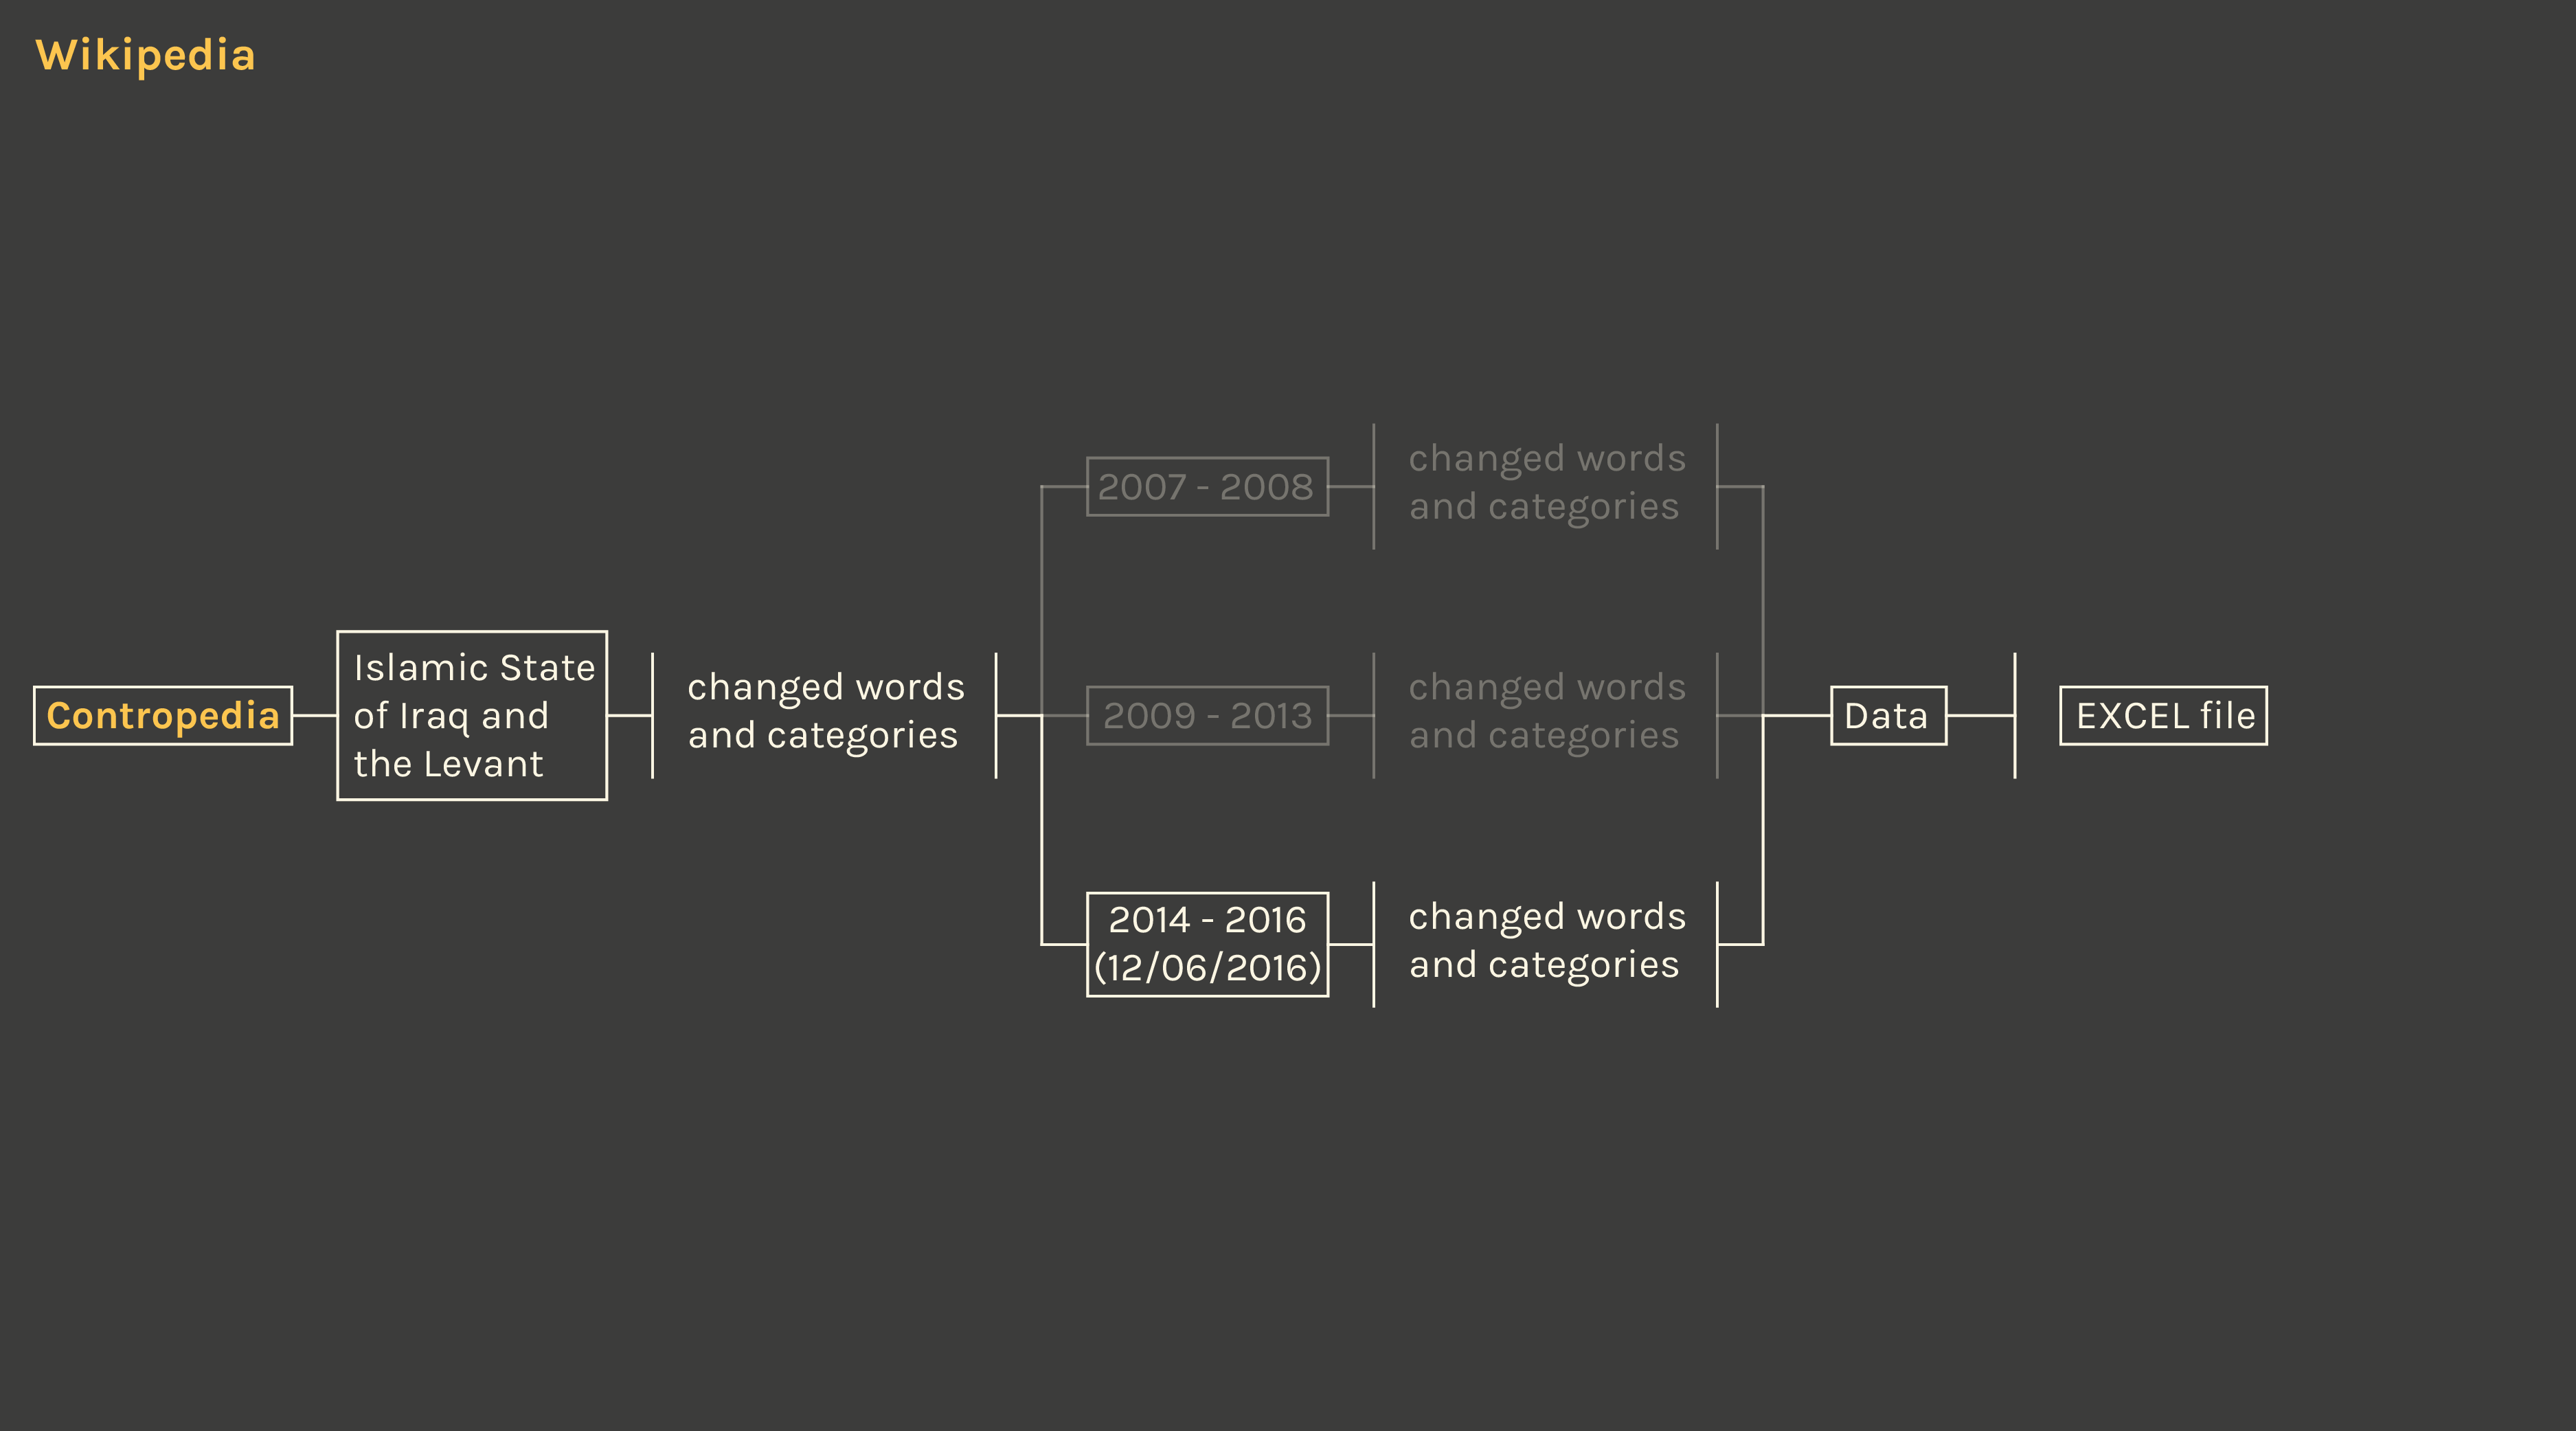 Wikipedia
Contropedia
Islamic State
of Iraq and
the Levant
changed words
and categories
2007 - 2008
changed words
and categories
2009 - 2013
changed words
and categories
2014 - 2016
(12/06/2016)
changed words
and categories
Data
EXCEL file